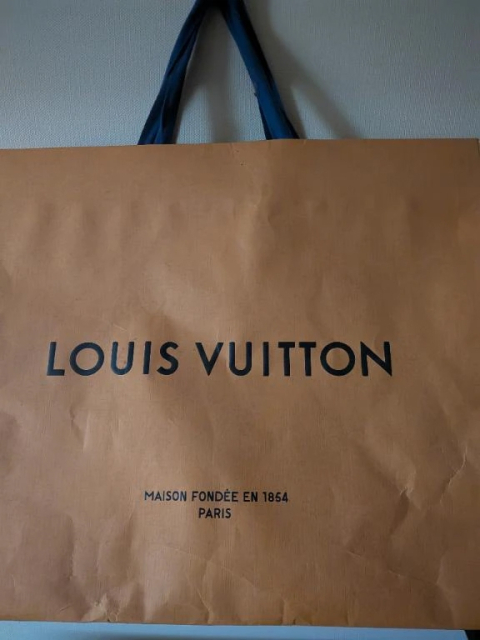 LOUIS VUITTON
MAISON FONDÉE EN 1854
PARIS